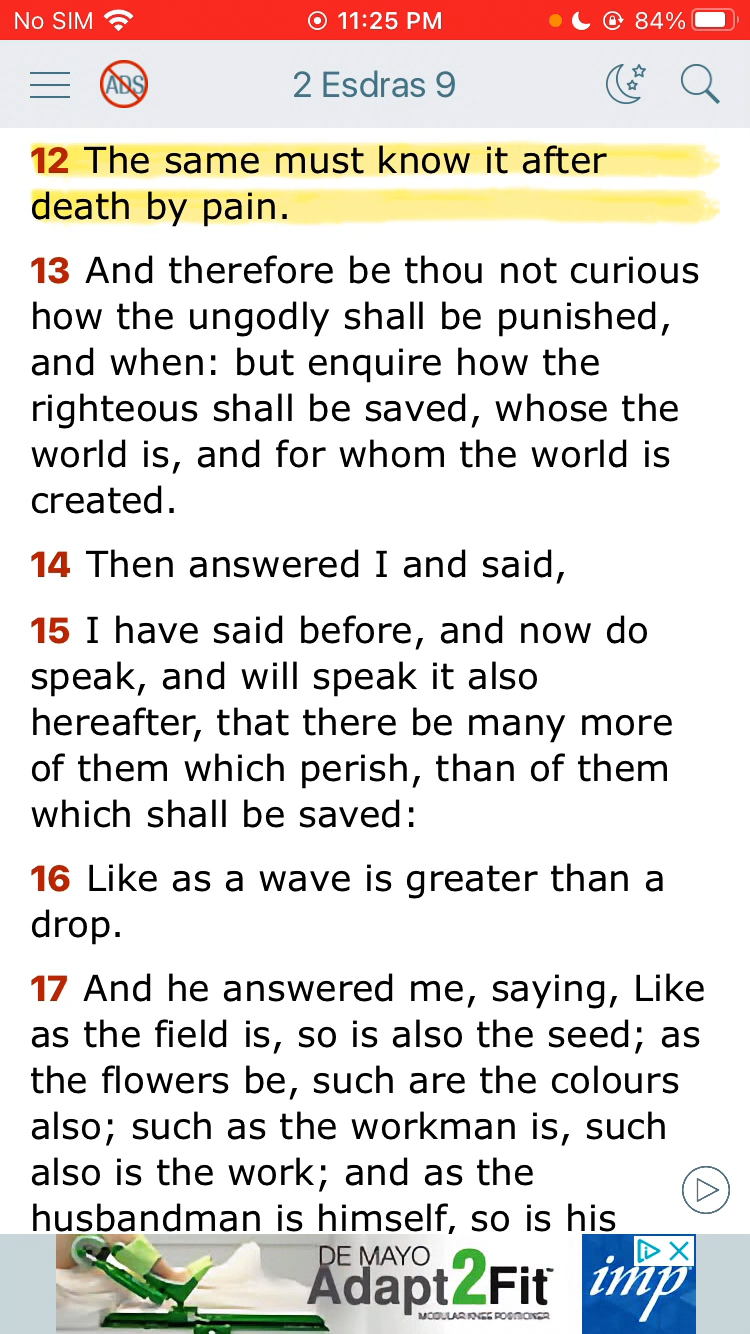 No SIM 11:25 PM 84%
ADS 2 Esdras 9
12 The same must know it after
death by pain.
13 And therefore be thou not curious
how the ungodly shall be punished,
and when: but enquire how the
righteous shall be saved, whose the
world is, and for whom the world is
created.
14 Then answered I and said,
15 I have said before, and now do
speak, and will speak it also
hereafter, that there be many more
of them which perish, than of them
which shall be saved:
16 Like as a wave is greater than a
drop.
17 And he answered me, saying, Like
as the field is, so is also the seed; as
the flowers be, such are the colours
also; such as the workman is, such
also is the work; and as the
husbandman is himself, so is his
DE MAYO
Adapt2Fit™
MODULAR KNEE POSITIONER
imp